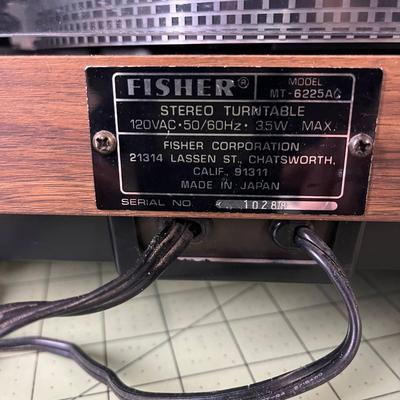 FISHER®
MODEL
MT-6225AC
STEREO TURNTABLE
120VAC·50/60Hz· 3.5W MAX.
FISHER CORPORATION
21314 LASSEN ST., CHATSWORTH,
CALIF., 91311
MADE IN JAPAN
SERIAL NO.